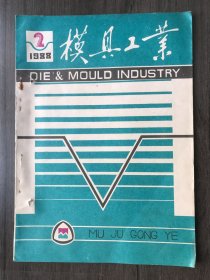 2
1988
模具工業
DIE & MOULD INDUSTRY
MU JU GONG YE